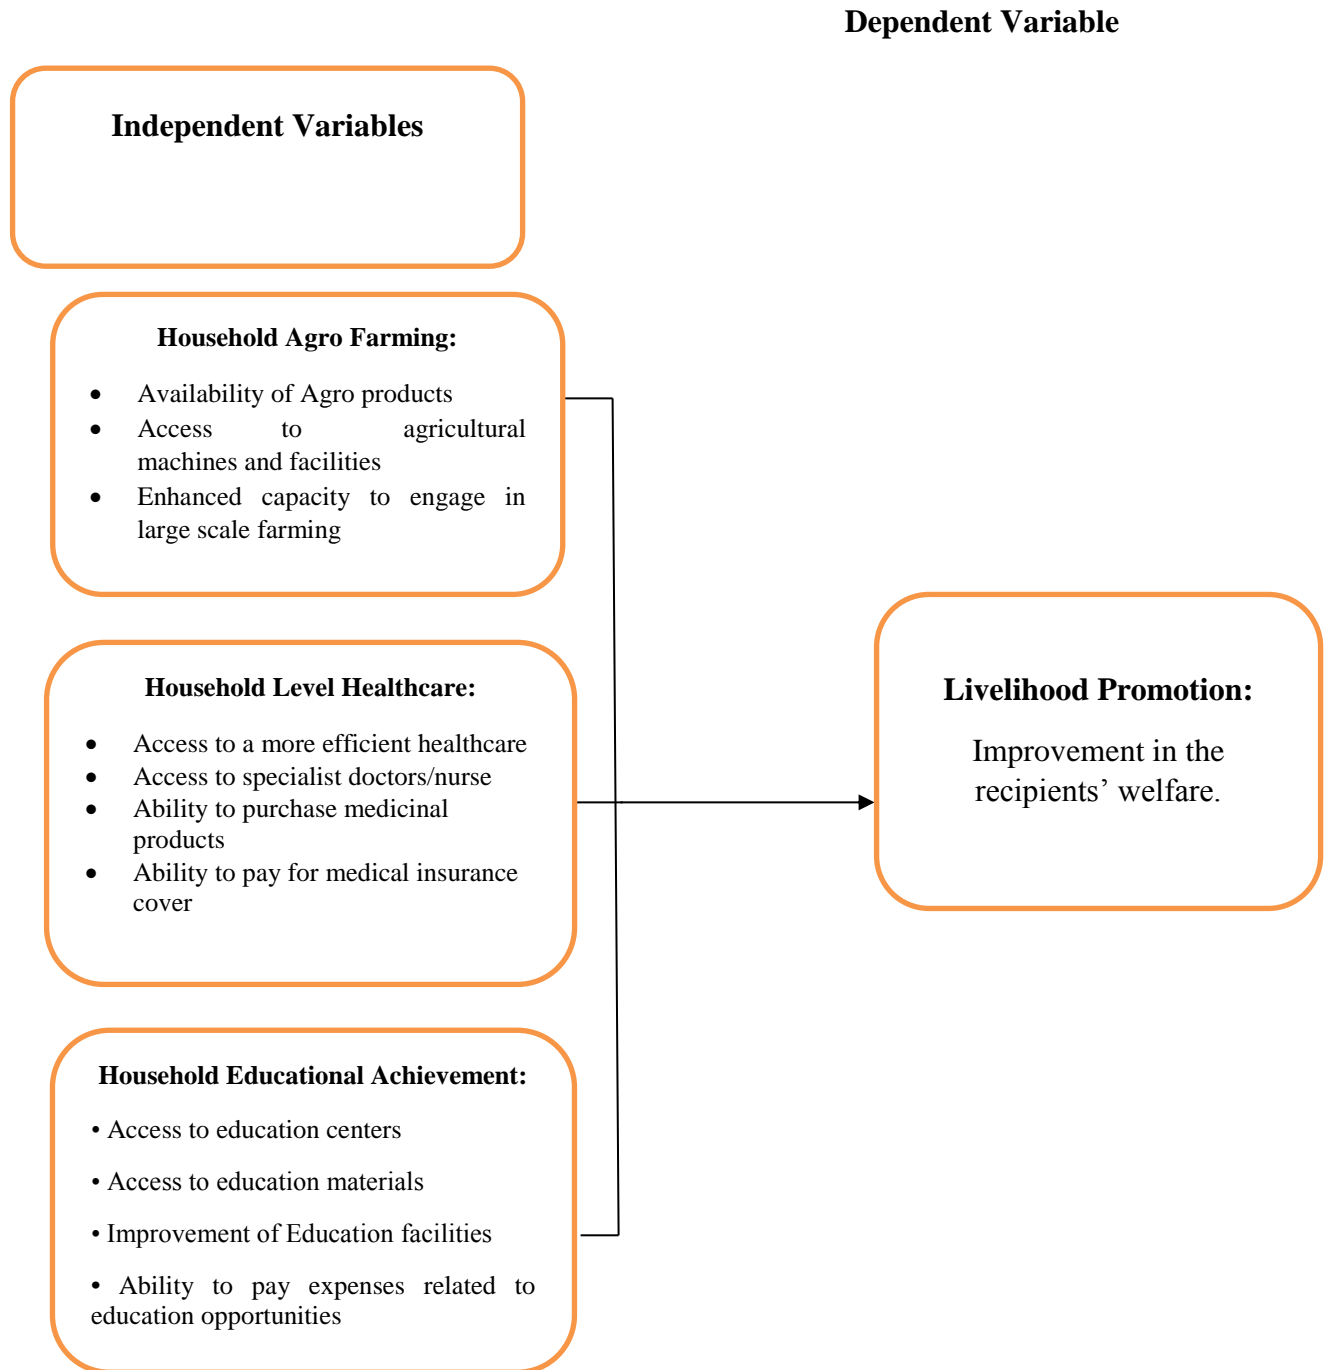 Dependent Variable
Independent Variables
Household Agro Farming:
• Availability of Agro products
• Access to agricultural
machines and facilities
• Enhanced capacity to engage in
large scale farming
Household Level Healthcare:
• Access to a more efficient healthcare
• Access to specialist doctors/nurse
• Ability to purchase medicinal
products
• Ability to pay for medical insurance
cover
Household Educational Achievement:
• Access to education centers
• Access to education materials
• Improvement of Education facilities
• Ability to pay expenses related to
education opportunities
Livelihood Promotion:
Improvement in the
recipients’ welfare.